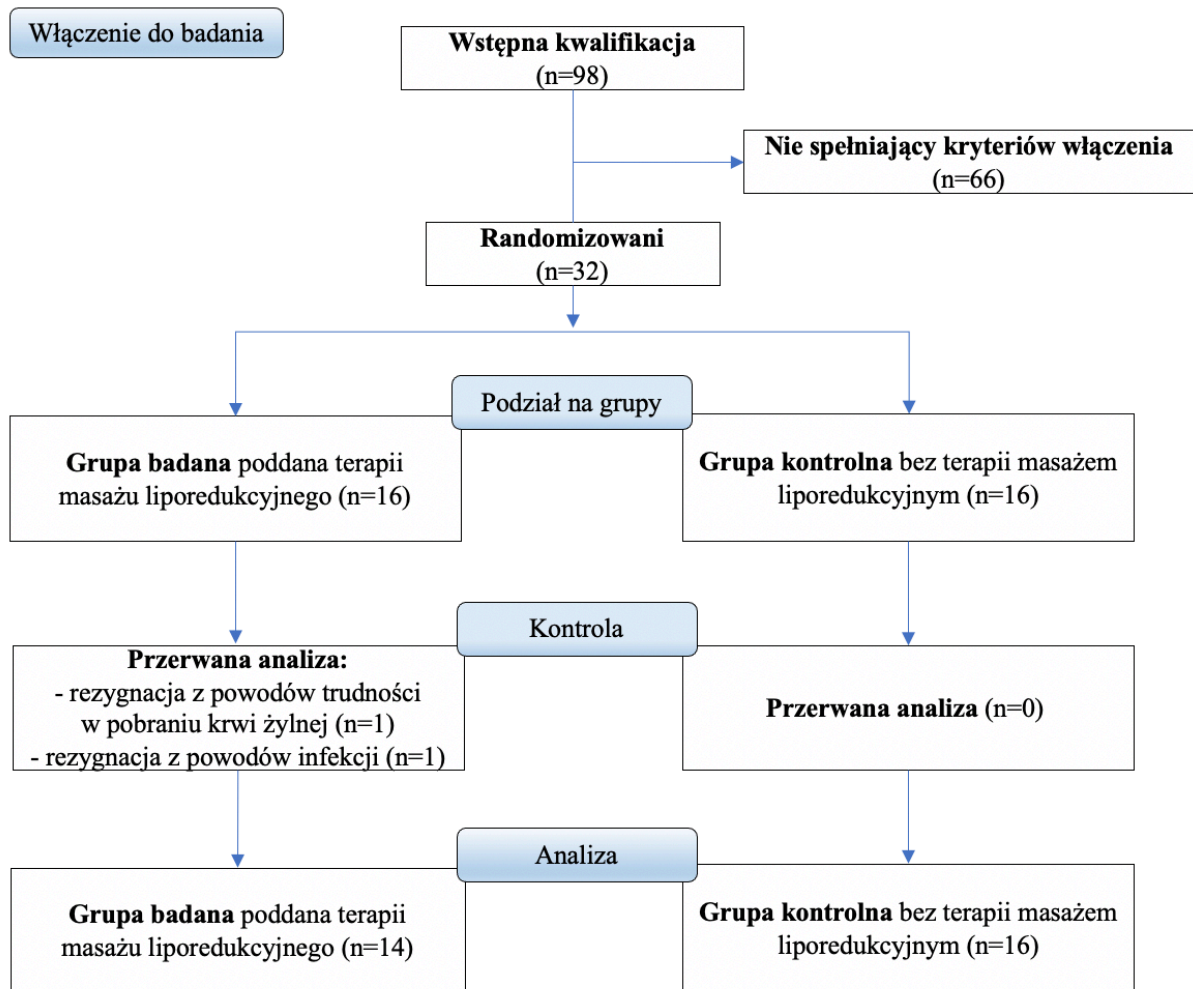 Włączenie do badania
Wstępna kwalifikacja
(n=98)
Nie spełniający kryteriów włączenia
(n=66)
Randomizowani
(n=32)
Podział na grupy
Grupa badana poddana terapii
masażu liporedukcyjnego (n=16)
Grupa kontrolna bez terapii masażem
liporedukcyjnym (n=16)
Kontrola
Przerwana analiza:
- rezygnacja z powodów trudności
w pobraniu krwi żylnej (n=1)
- rezygnacja z powodów infekcji (n=1)
Przerwana analiza (n=0)
Analiza
Grupa badana poddana terapii
masażu liporedukcyjnego (n=14)
Grupa kontrolna bez terapii masażem
liporedukcyjnym (n=16)